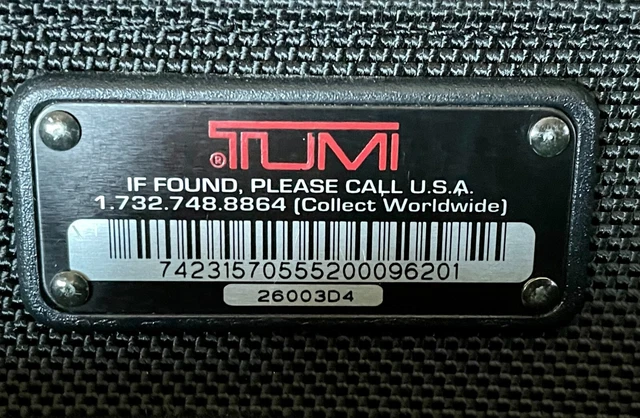 ®TUMI
IF FOUND, PLEASE CALL U.S.A.
1.732.748.8864 (Collect Worldwide)
74231570555200096201
26003D4